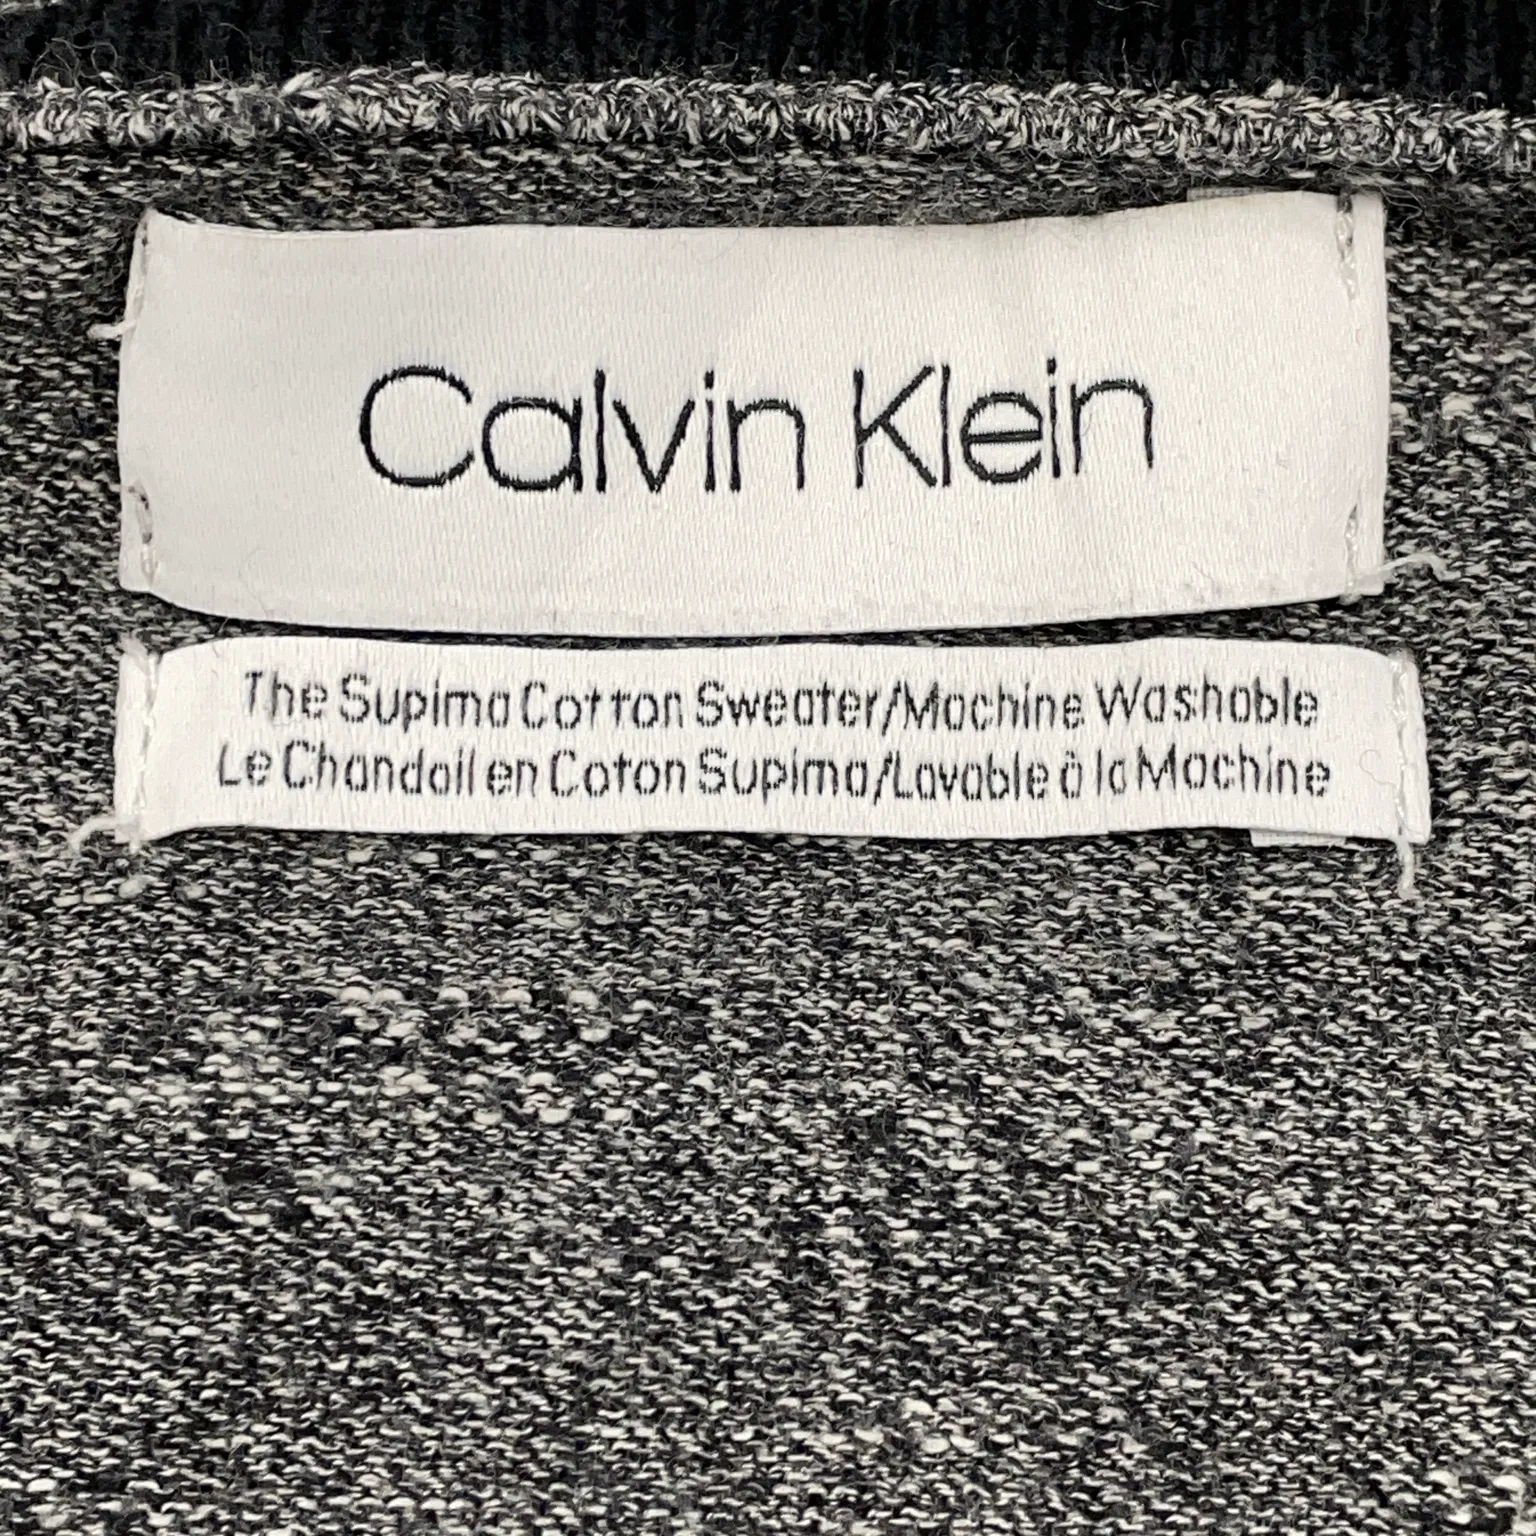 Calvin Klein
The Supima Cotton Sweater/Machine Washable
Le Chandail en Coton Supima/Lavable à la Machine